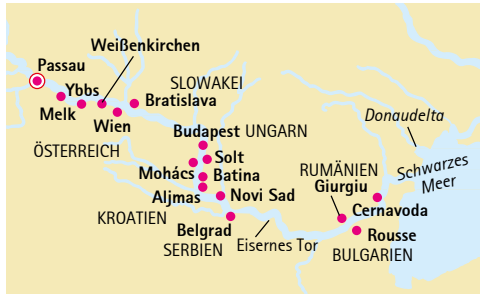 Weißenkirchen
Passau
Ybbs
SLOWAKEI
Melk
Bratislava
Wien
Donaudelta
Budapest UNGARN
ÖSTERREICH
Solt
Schwarzes
Meer
Mohács
Batina
RUMÄNIEN
Giurgiu
Aljmas
Novi Sad
Cernavoda
KROATIEN
Belgrad
Eisernes Tor
Rousse
SERBIEN
BULGARIEN